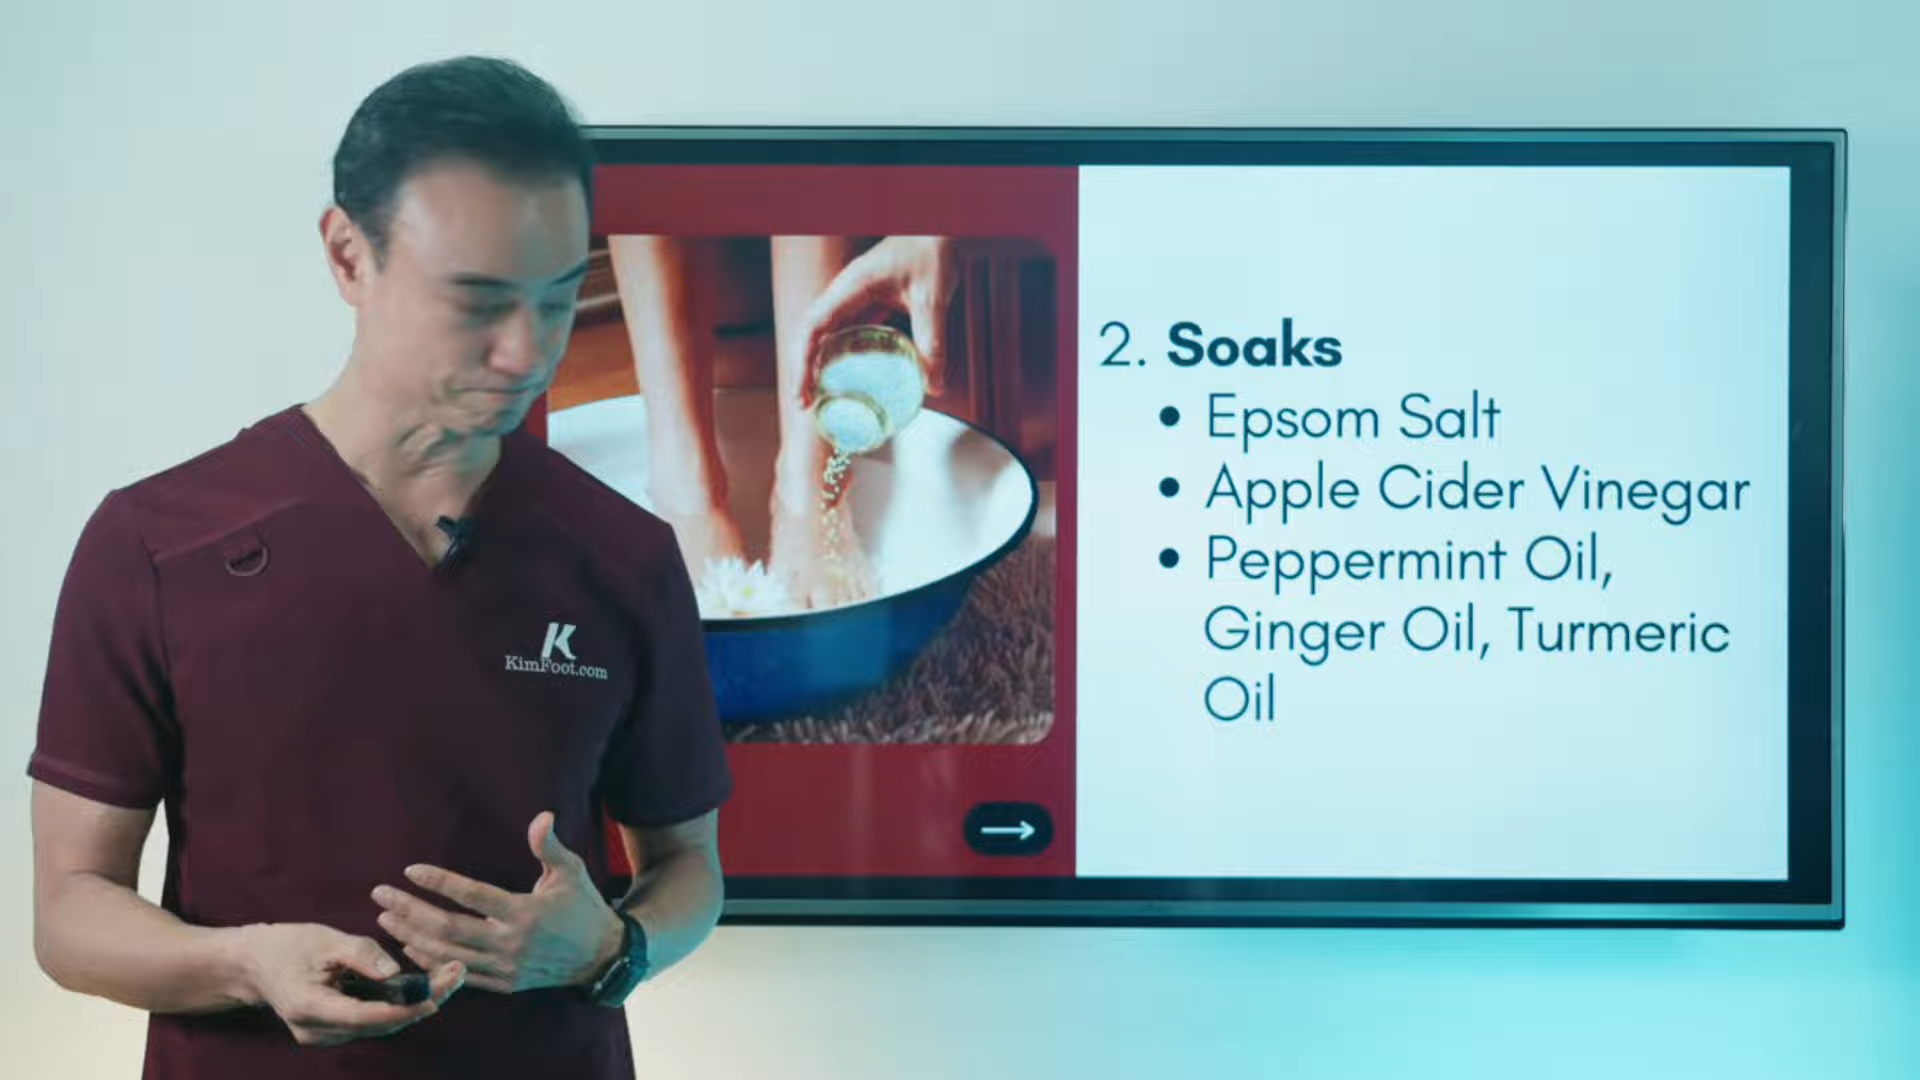 K
KimFoot.com
2. Soaks
• Epsom Salt
• Apple Cider Vinegar
• Peppermint Oil,
Ginger Oil, Turmeric
Oil